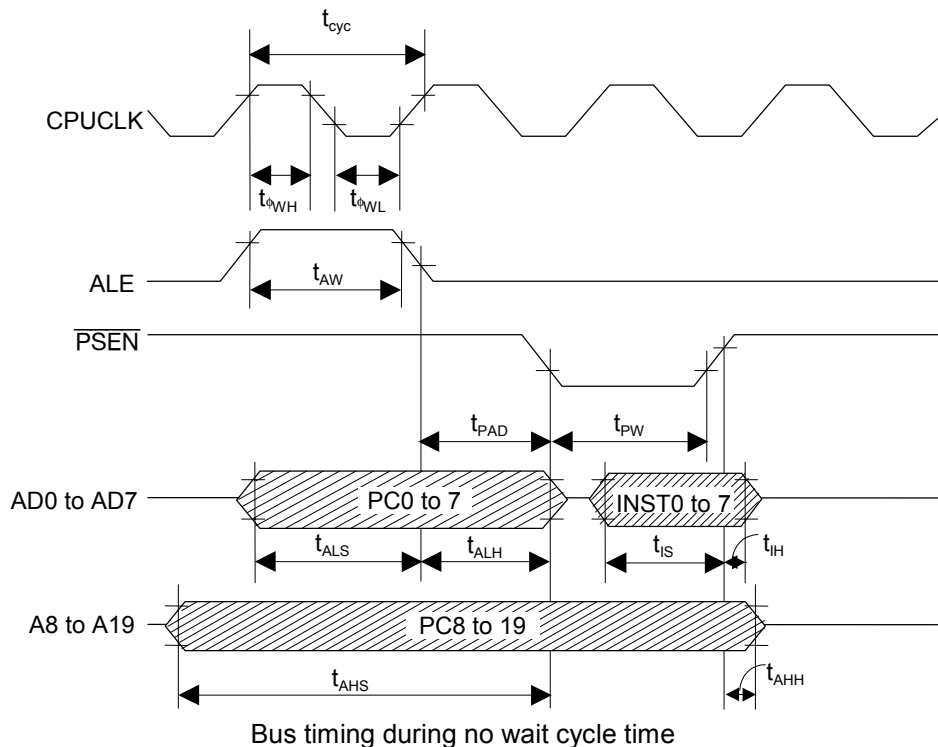 tcyc
CPUCLK
tϕWH
tϕWL
ALE
tAW
PSEN
tPAD
tPW
AD0 to AD7
PC0 to 7
INST0 to 7
tALS
tALH
tIS
tIH
A8 to A19
PC8 to 19
tAHS
tAHH
Bus timing during no wait cycle time